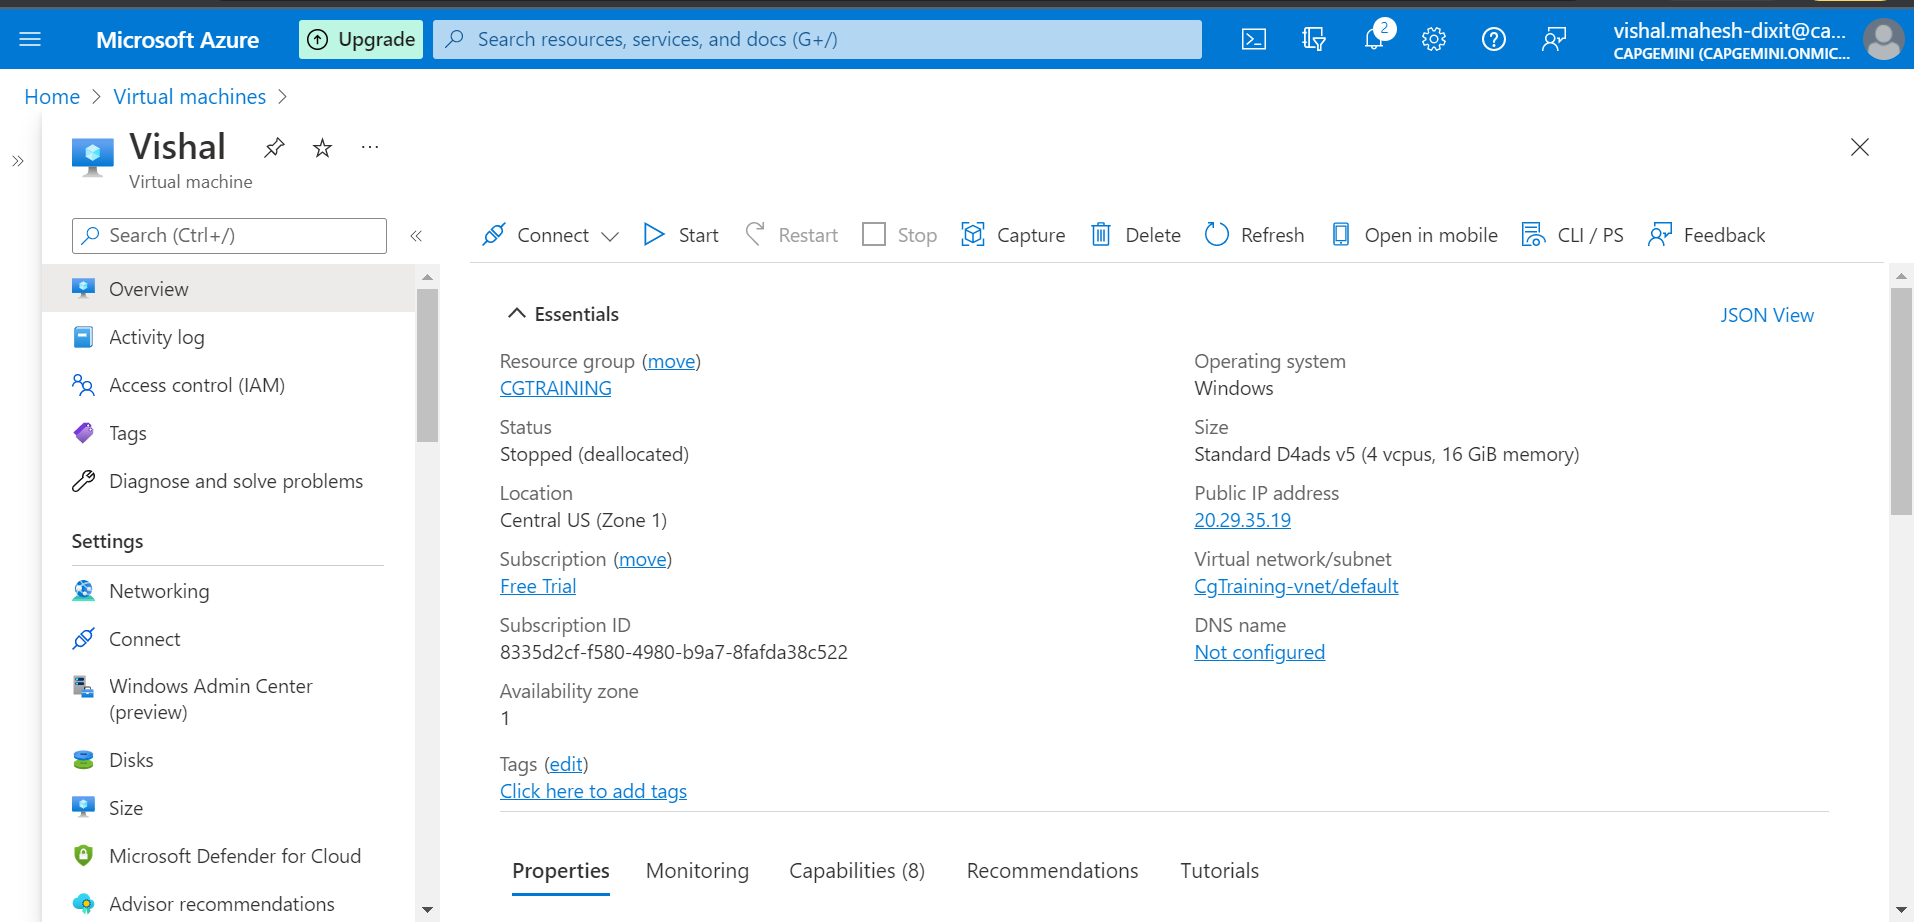 Microsoft Azure
Upgrade
Search resources, services, and docs (G+/)
2
vishal.mahesh-dixit@ca...
CAPGEMINI (CAPGEMINI.ONMIC...
Home > Virtual machines >
Vishal
Virtual machine
Search (Ctrl+/)
Connect
Start
Restart
Stop
Capture
Delete
Refresh
Open in mobile
CLI / PS
Feedback
Overview
Activity log
Access control (IAM)
Tags
Diagnose and solve problems
Settings
Networking
Connect
Windows Admin Center
(preview)
Disks
Size
Microsoft Defender for Cloud
Advisor recommendations
Essentials
JSON View
Resource group (move)
CGTRAINING
Status
Stopped (deallocated)
Location
Central US (Zone 1)
Subscription (move)
Free Trial
Subscription ID
8335d2cf-f580-4980-b9a7-8fafda38c522
Availability zone
1
Operating system
Windows
Size
Standard D4ads v5 (4 vcpus, 16 GiB memory)
Public IP address
20.29.35.19
Virtual network/subnet
CgTraining-vnet/default
DNS name
Not configured
Tags (edit)
Click here to add tags
Properties
Monitoring
Capabilities (8)
Recommendations
Tutorials